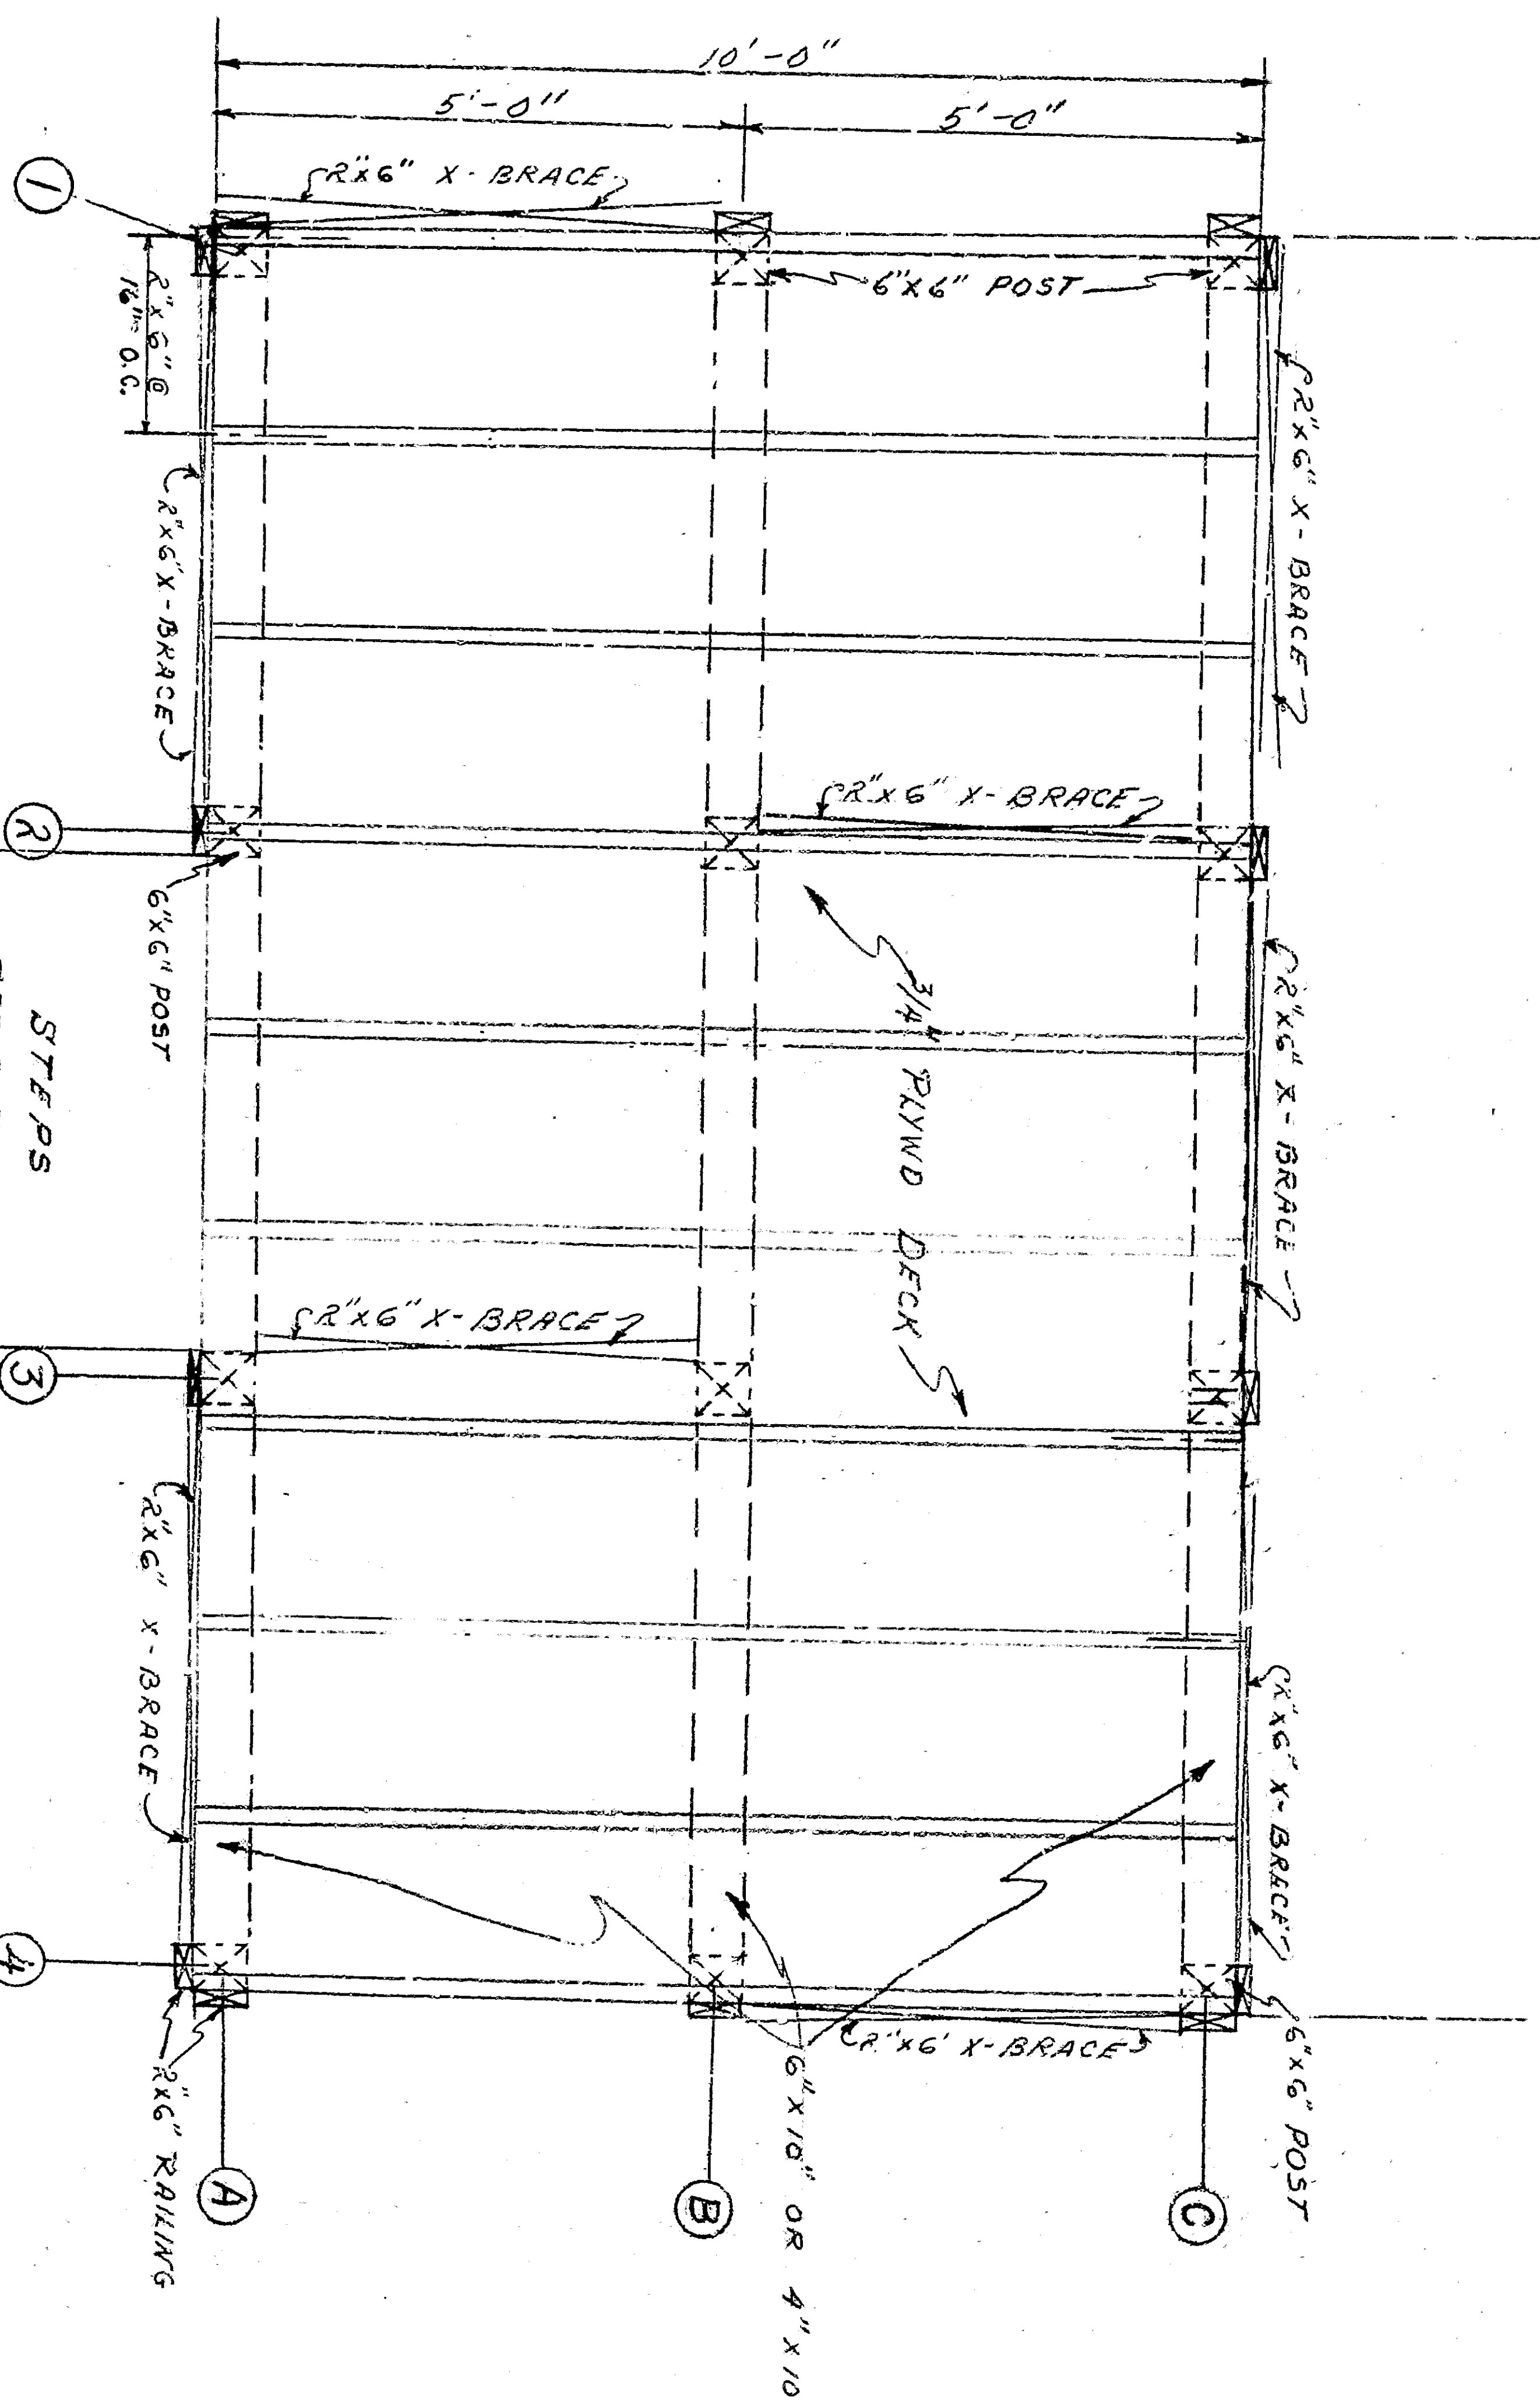 10'-0"
5'-0"
5'-0"
2"x6" X-BRACE
1
6"X6" POST
2"x6" @
16" O.C.
2"x6" X-BRACE
2"x6" X-BRACE
2"x6" X-BRACE
2
6"x6" POST
3/4" PLYWD DECK
2"x6" X-BRACE
STEPS
2"x6" X-BRACE
3
2"x6" X-BRACE
2"x6" X-BRACE
4
2"x6' X-BRACE
6"x6" POST
2"x6" RAILING
A
B
C
6"x10" OR 4"x10